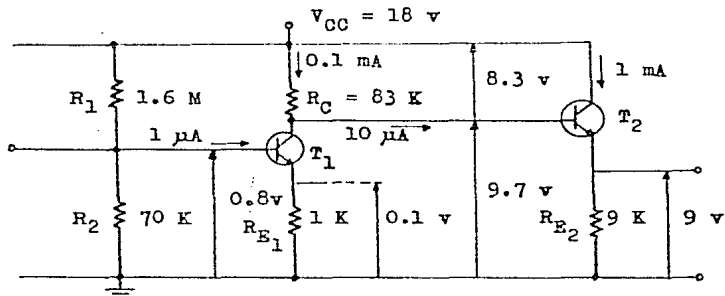 V_CC = 18 v
0.1 mA
R_1 1.6 M
R_C = 83 K
8.3 v
1 mA
1 μA
10 μA
T_1
T_2
R_2 70 K
0.8v
R_E1 1 K
0.1 v
9.7 v
R_E2 9 K
9 v